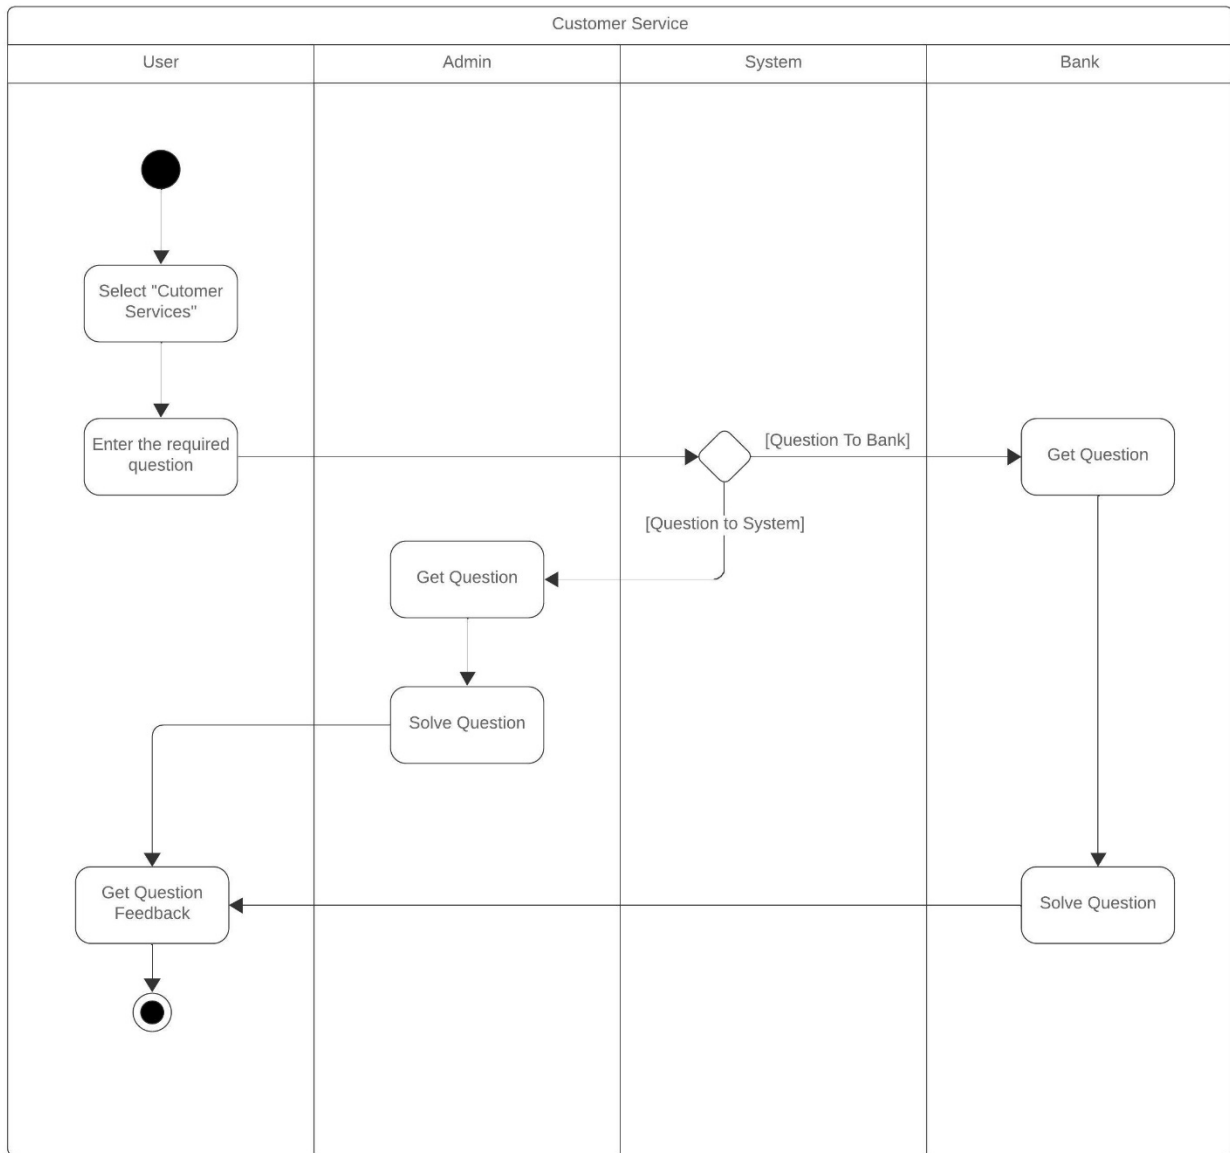 Customer Service
User
Admin
System
Bank
Select "Cutomer
Services"
Enter the required
question
[Question To Bank]
Get Question
[Question to System]
Get Question
Solve Question
Get Question
Feedback
Solve Question